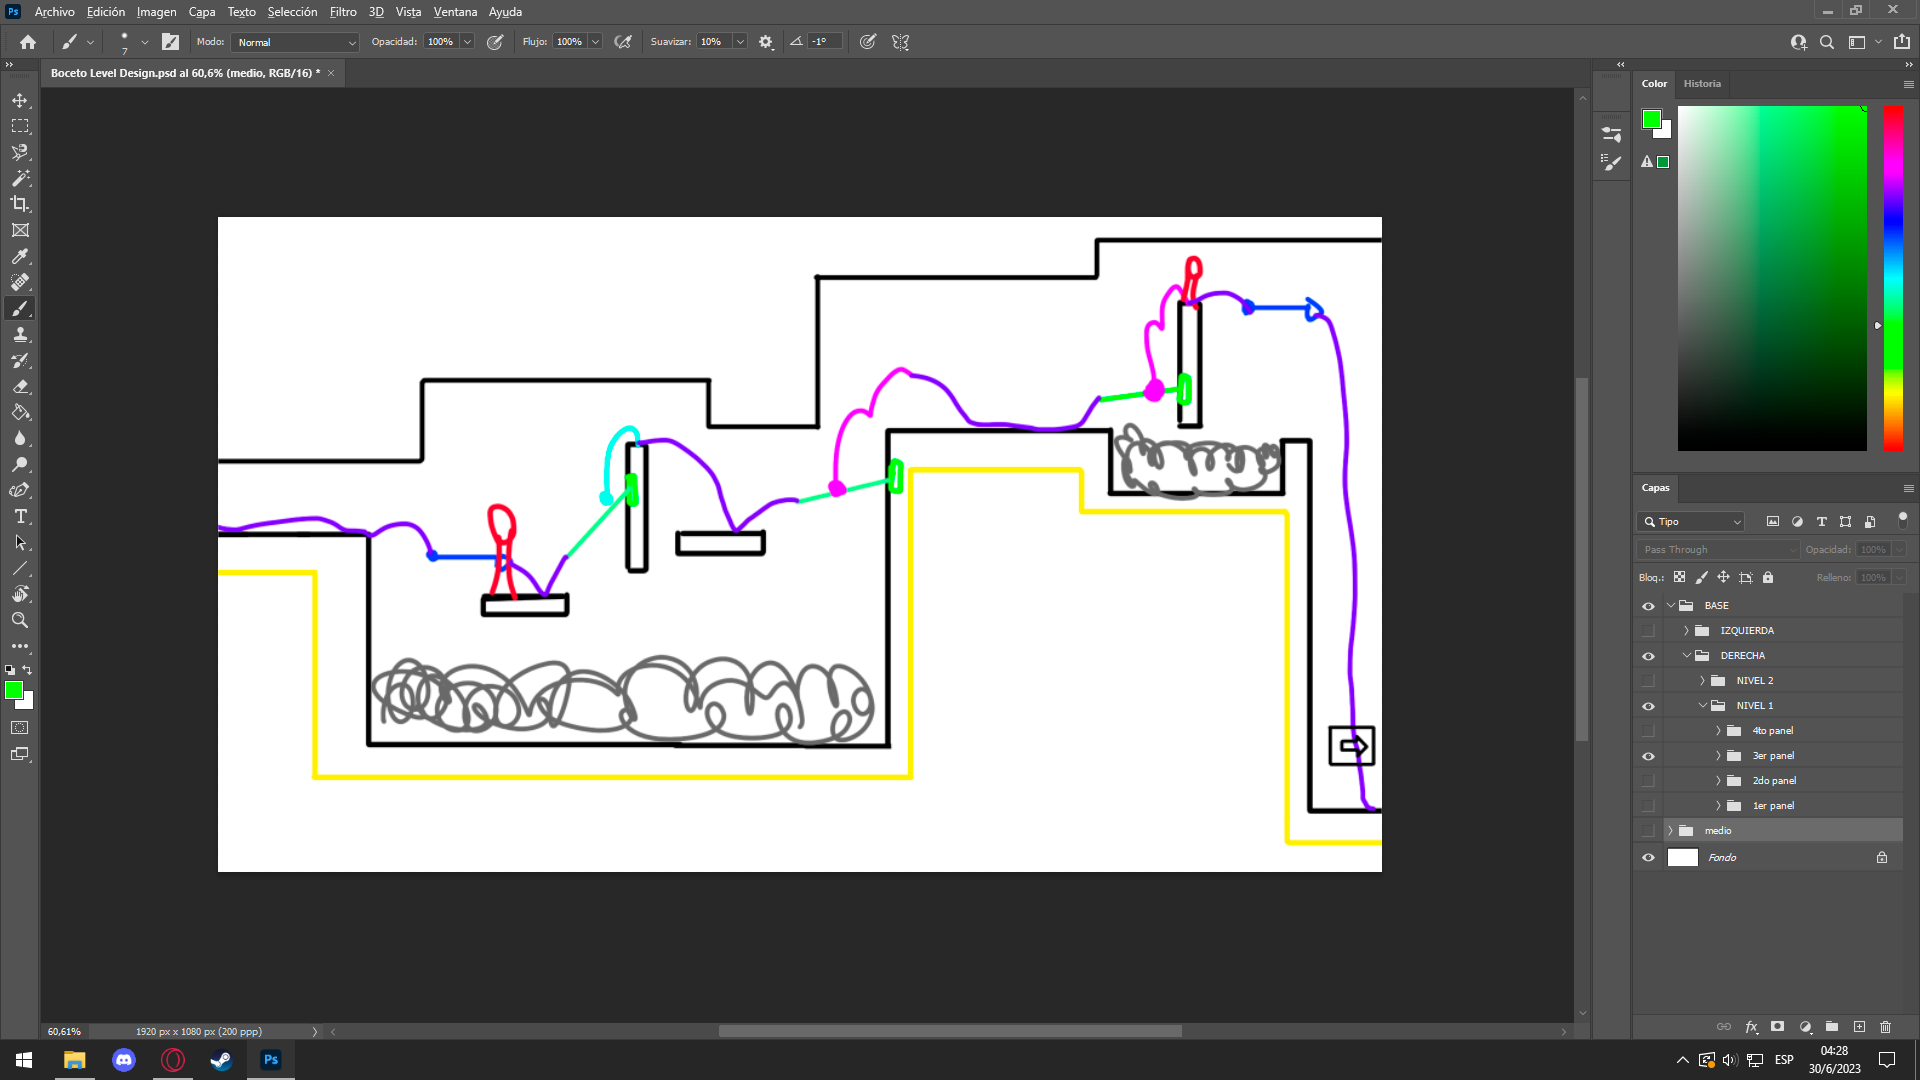 Ps Archivo Edición Imagen Capa Texto Selección Filtro 3D Vista Ventana Ayuda
7 Modo: Normal Opacidad: 100% Flujo: 100% Suavizar: 10% -1°
Boceto Level Design.psd al 60,6% (medio, RGB/16) * ×
Color Historia
Capas
Tipo
Pass Through Opacidad: 100%
Bloq.: Relleno: 100%
BASE
IZQUIERDA
DERECHA
NIVEL 2
NIVEL 1
4to panel
3er panel
2do panel
1er panel
medio
Fondo
60,61% 1920 px x 1080 px (200 ppp)
fx
Ps ESP 04:28
30/6/2023